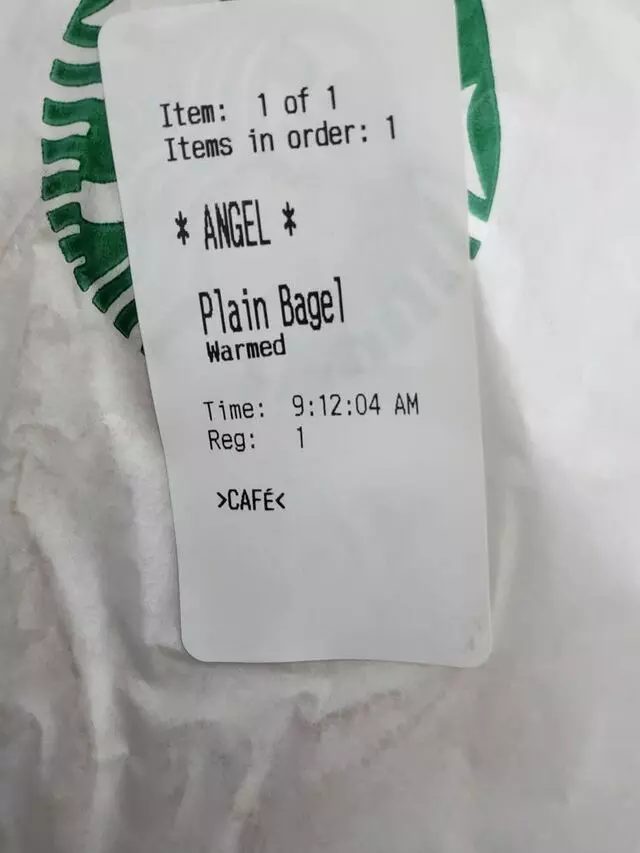 Item: 1 of 1
Items in order: 1
* ANGEL *
Plain Bagel
Warmed
Time: 9:12:04 AM
Reg: 1
>CAFÉ<